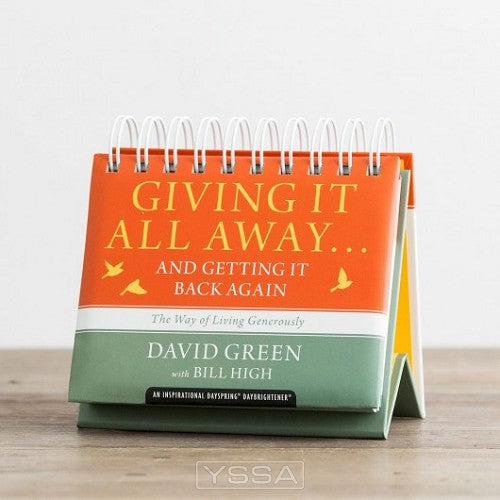 GIVING IT
ALL AWAY...
AND GETTING IT
BACK AGAIN
The Way of Living Generously
DAVID GREEN
with BILL HIGH
AN INSPIRATIONAL DAYSPRING® DAYBRIGHTENER®
YSSA